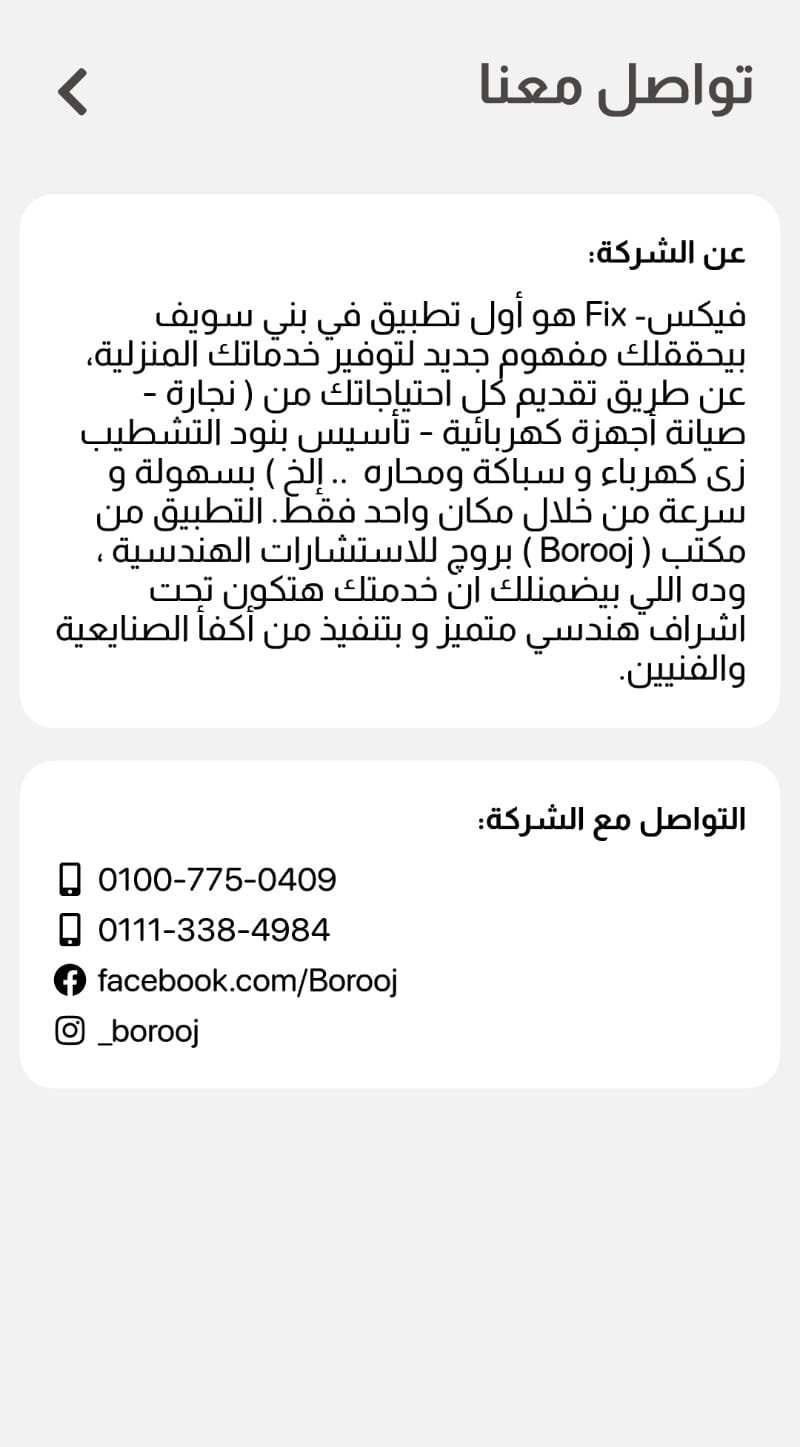 تواصل معنا
عن الشركة:
فيكس- Fix هو أول تطبيق في بني سويف
بيحققلك مفهوم جديد لتوفير خدماتك المنزلية،
عن طريق تقديم كل احتياجاتك من ( نجارة -
صيانة أجهزة كهربائية - تأسيس بنود التشطيب
زى كهرباء و سباكة ومحاره .. إلخ ) بسهولة و
سرعة من خلال مكان واحد فقط. التطبيق من
مكتب ( Borooj ) بروج للاستشارات الهندسية ،
وده اللي بيضمنلك ان خدمتك هتكون تحت
اشراف هندسي متميز و بتنفيذ من أكفأ الصنايعية
والفنيين.
التواصل مع الشركة:
0100-775-0409
0111-338-4984
facebook.com/Borooj
_borooj